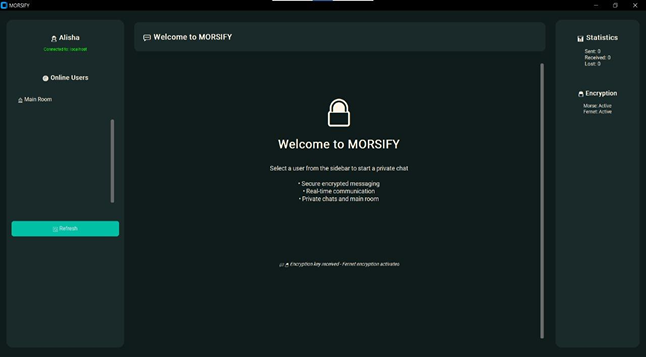 MORSIFY
Alisha
Connected to: localhost
Online Users
Main Room
Refresh
Welcome to MORSIFY
Welcome to MORSIFY
Select a user from the sidebar to start a private chat
• Secure encrypted messaging
• Real-time communication
• Private chats and main room
Encryption key received - Fernet encryption activates
Statistics
Sent: 0
Received: 0
Lost: 0
Encryption
Morse: Active
Fernet: Active